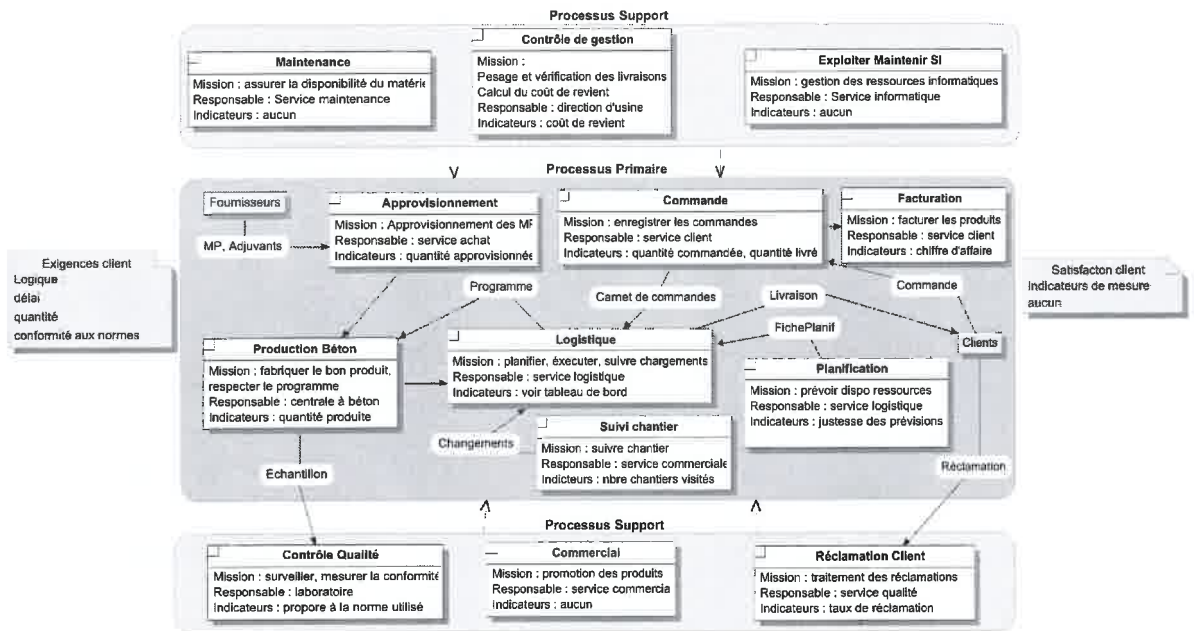 Processus Support
Maintenance
Mission : assurer la disponibilité du matérie
Responsable : Service maintenance
Indicateurs : aucun
Contrôle de gestion
Mission :
Pesage et vérification des livraisons
Calcul du coût de revient
Responsable : direction d'usine
Indicateurs : coût de revient
Exploiter Maintenir SI
Mission : gestion des ressources informatiques
Responsable : Service informatique
Indicateurs : aucun
Processus Primaire
Fournisseurs
MP, Adjuvants
Approvisionnement
Mission : Approvisionnement des MP
Responsable : service achat
Indicateurs : quantité approvisionnée
Commande
Mission : enregistrer les commandes
Responsable : service client
Indicateurs : quantité commandée, quantité livré
Facturation
Mission : facturer les produits
Responsable : service client
Indicateurs : chiffre d'affaire
Exigences client
Logique
délai
quantité
conformité aux normes
Satisfacton client
Indicateurs de mesure
aucun
Programme
Carnet de commandes
Livraison
Commande
FichePlanif
Clients
Production Béton
Mission : fabriquer le bon produit,
respecter le programme
Responsable : centrale à béton
Indicateurs : quantité produite
Logistique
Mission : planifier, éxecuter, suivre chargements
Responsable : service logistique
Indicateurs : voir tableau de bord
Planification
Mission : prévoir dispo ressources
Responsable : service logistique
Indicateurs : justesse des prévisions
Changements
Suivi chantier
Mission : suivre chantier
Responsable : service commerciale
Indicteurs : nbre chantiers visités
Echantillon
Réclamation
Processus Support
Contrôle Qualité
Mission : surveiller, mesurer la conformité
Responsable : laboratoire
Indicateurs : propore à la norme utilisé
Commercial
Mission : promotion des produits
Responsable : service commercia
Indicateurs : aucun
Réclamation Client
Mission : traitement des réclamations
Responsable : service qualité
Indicateurs : taux de réclamation